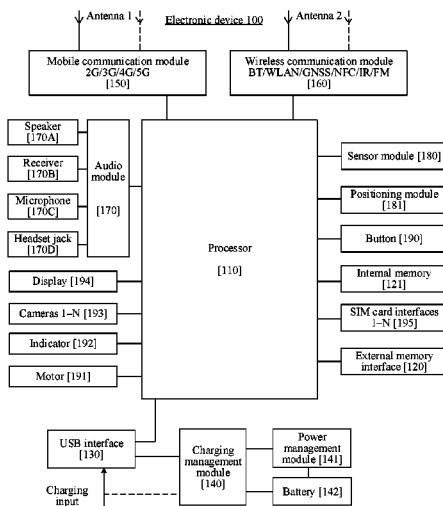 Antenna 1
Electronic device 100
Antenna 2
Mobile communication module
2G/3G/4G/5G
[150]
Wireless communication module
BT/WLAN/GNSS/NFC/IR/FM
[160]
Speaker
[170A]
Receiver
[170B]
Microphone
[170C]
Headset jack
[170D]
Audio
module
[170]
Display [194]
Cameras 1–N [193]
Indicator [192]
Motor [191]
Processor
[110]
Sensor module [180]
Positioning module
[181]
Button [190]
Internal memory
[121]
SIM card interfaces
1–N [195]
External memory
interface [120]
USB interface
[130]
Charging
management
module
[140]
Power
management
module [141]
Battery [142]
Charging
input